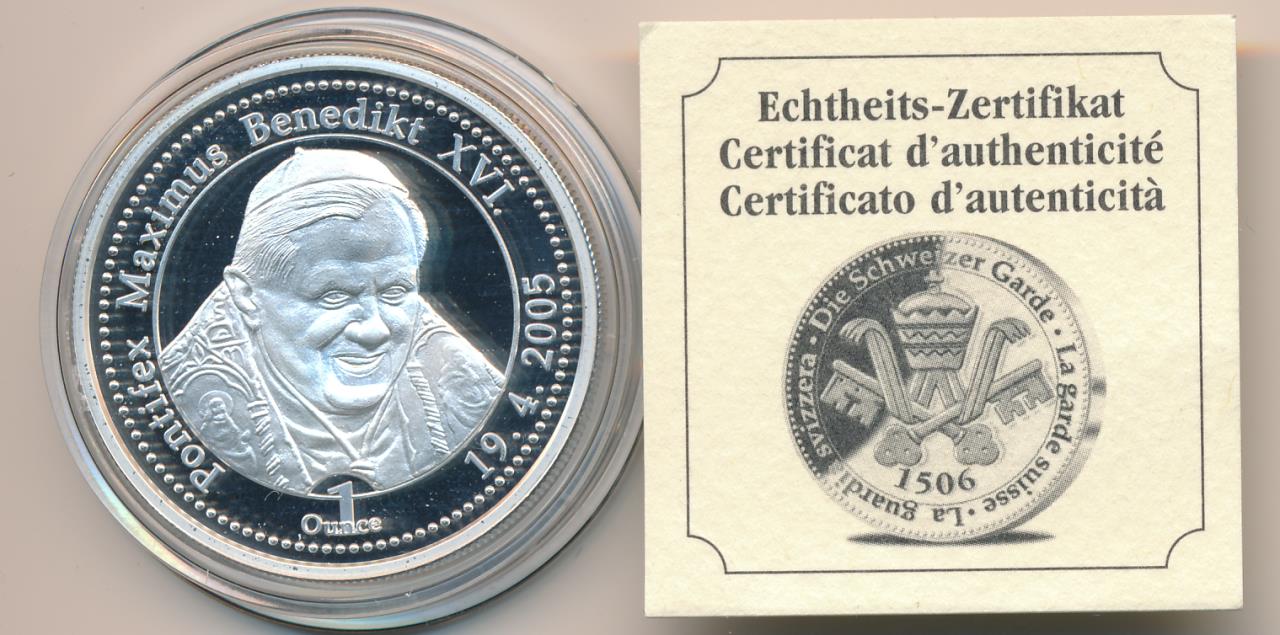 Pontifex Maximus Benedikt XVI.
19. 4. 2005
1
Ounce
Echtheits-Zertifikat
Certificat d'authenticité
Certificato d'autenticità
Die Schweizer Garde · La garde suisse · La guardia svizzera ·
1506